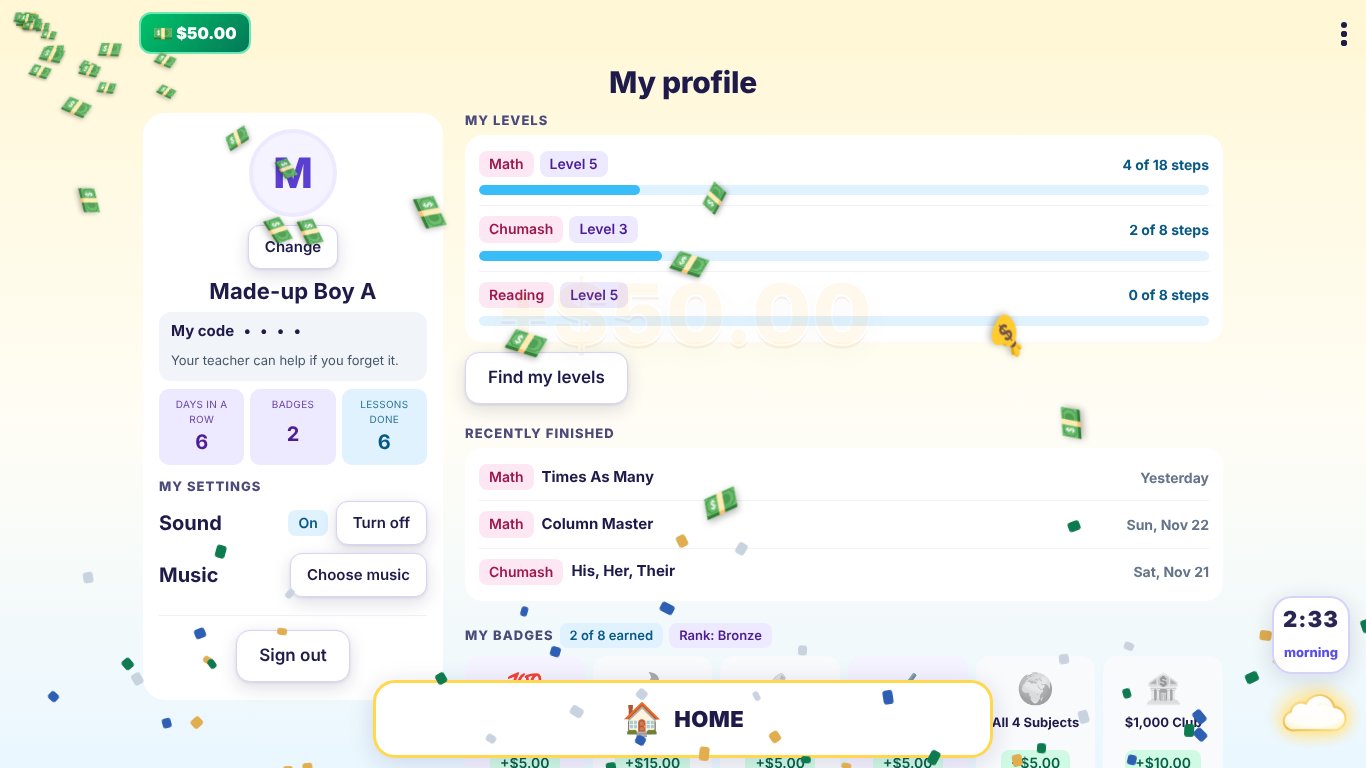 $50.00
My profile
M
Change
Made-up Boy A
My code • • • •
Your teacher can help if you forget it.
DAYS IN A ROW
6
BADGES
2
LESSONS DONE
6
MY SETTINGS
Sound On Turn off
Music Choose music
Sign out
MY LEVELS
Math Level 5 4 of 18 steps
Chumash Level 3 2 of 8 steps
Reading Level 5 0 of 8 steps
+$50.00
Find my levels
RECENTLY FINISHED
Math Times As Many Yesterday
Math Column Master Sun, Nov 22
Chumash His, Her, Their Sat, Nov 21
MY BADGES 2 of 8 earned Rank: Bronze
All 4 Subjects
$1,000 Club
HOME
+$5.00 +$15.00 +$5.00 +$5.00 $5.00 +$10.00
2:33
morning